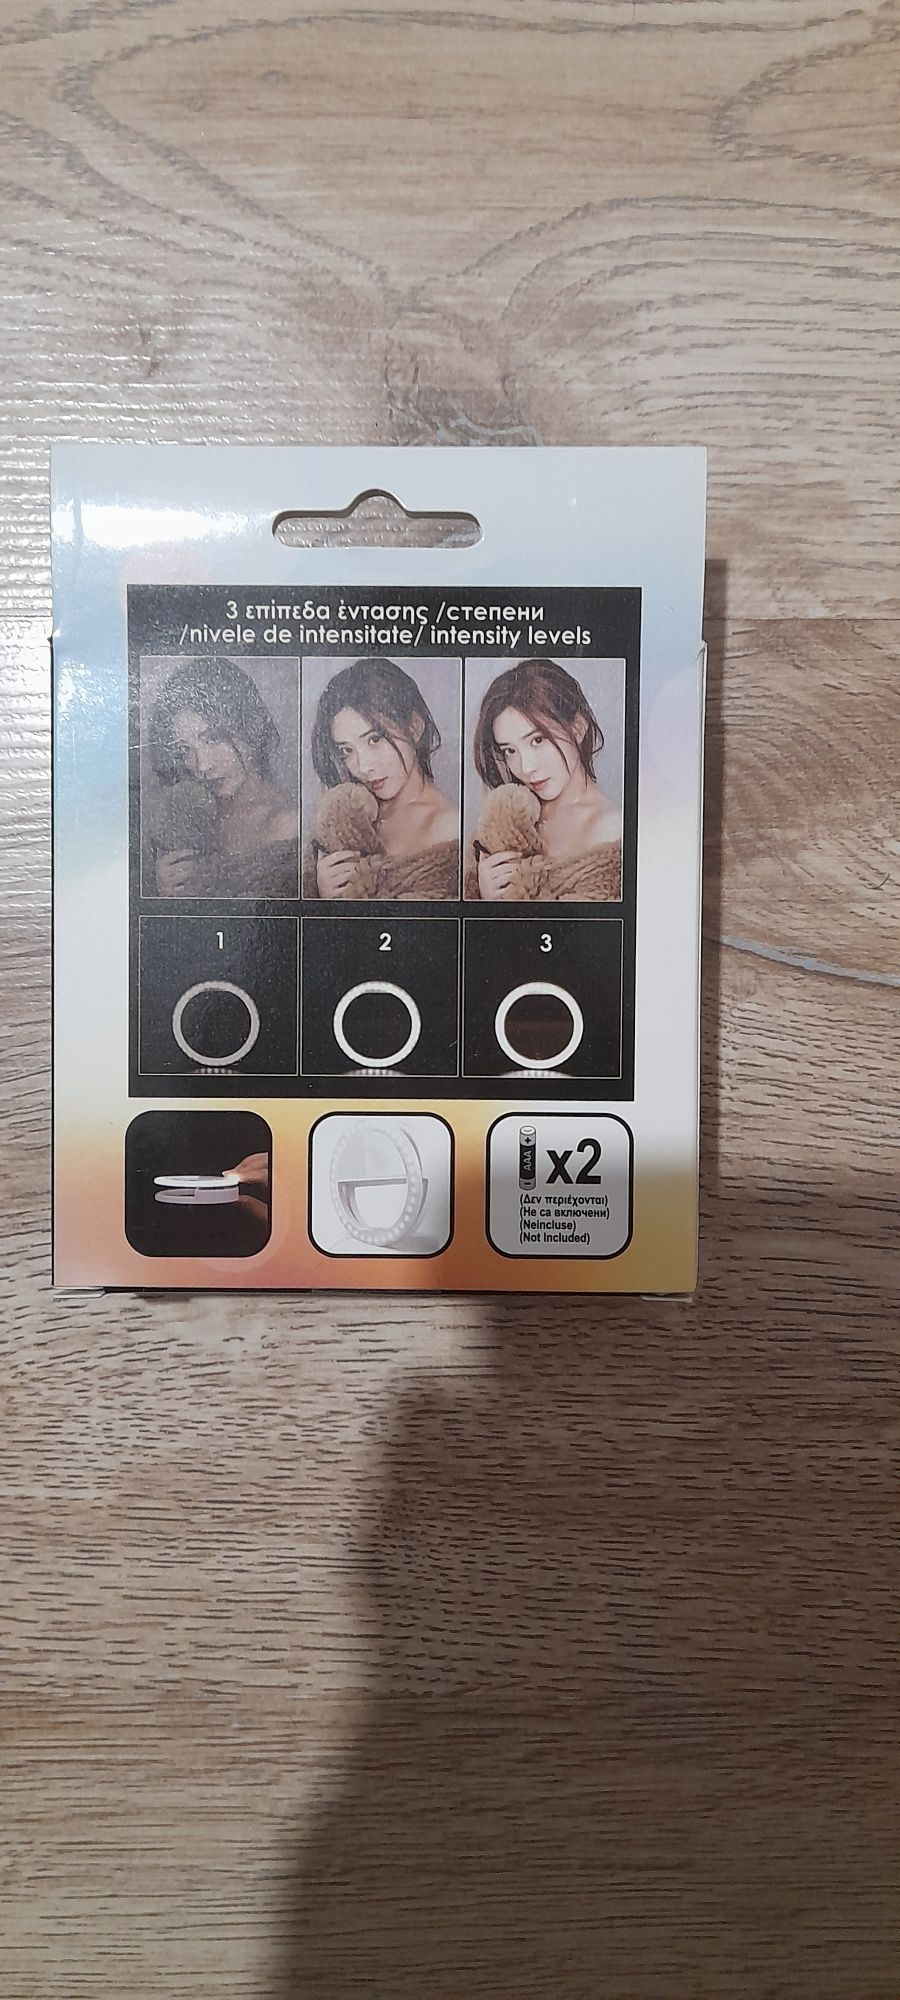 3 επίπεδα έντασης /степени
/nivele de intensitate/ intensity levels
1
2
3
AAA
x2
(Δεν περιέχονται)
(Не са включени)
(Neincluse)
(Not Included)